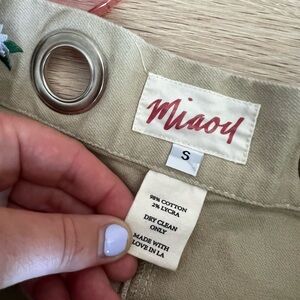 Miaou
S
98% COTTON
2% LYCRA
DRY CLEAN
ONLY
MADE WITH
LOVE IN LA